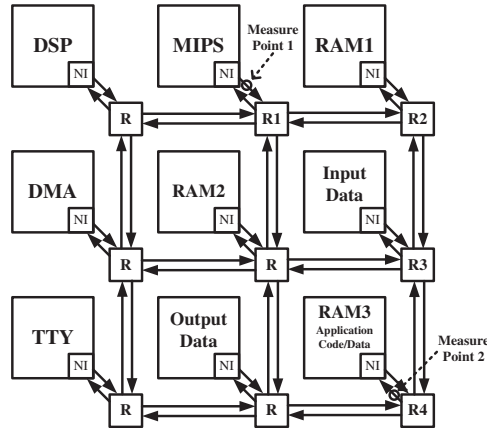 DSP
NI
MIPS
NI
Measure
Point 1
RAM1
NI
R
R1
R2
DMA
NI
RAM2
NI
Input
Data
NI
R
R
R3
TTY
NI
Output
Data
NI
RAM3
Application
Code/Data
NI
Measure
Point 2
R
R
R4